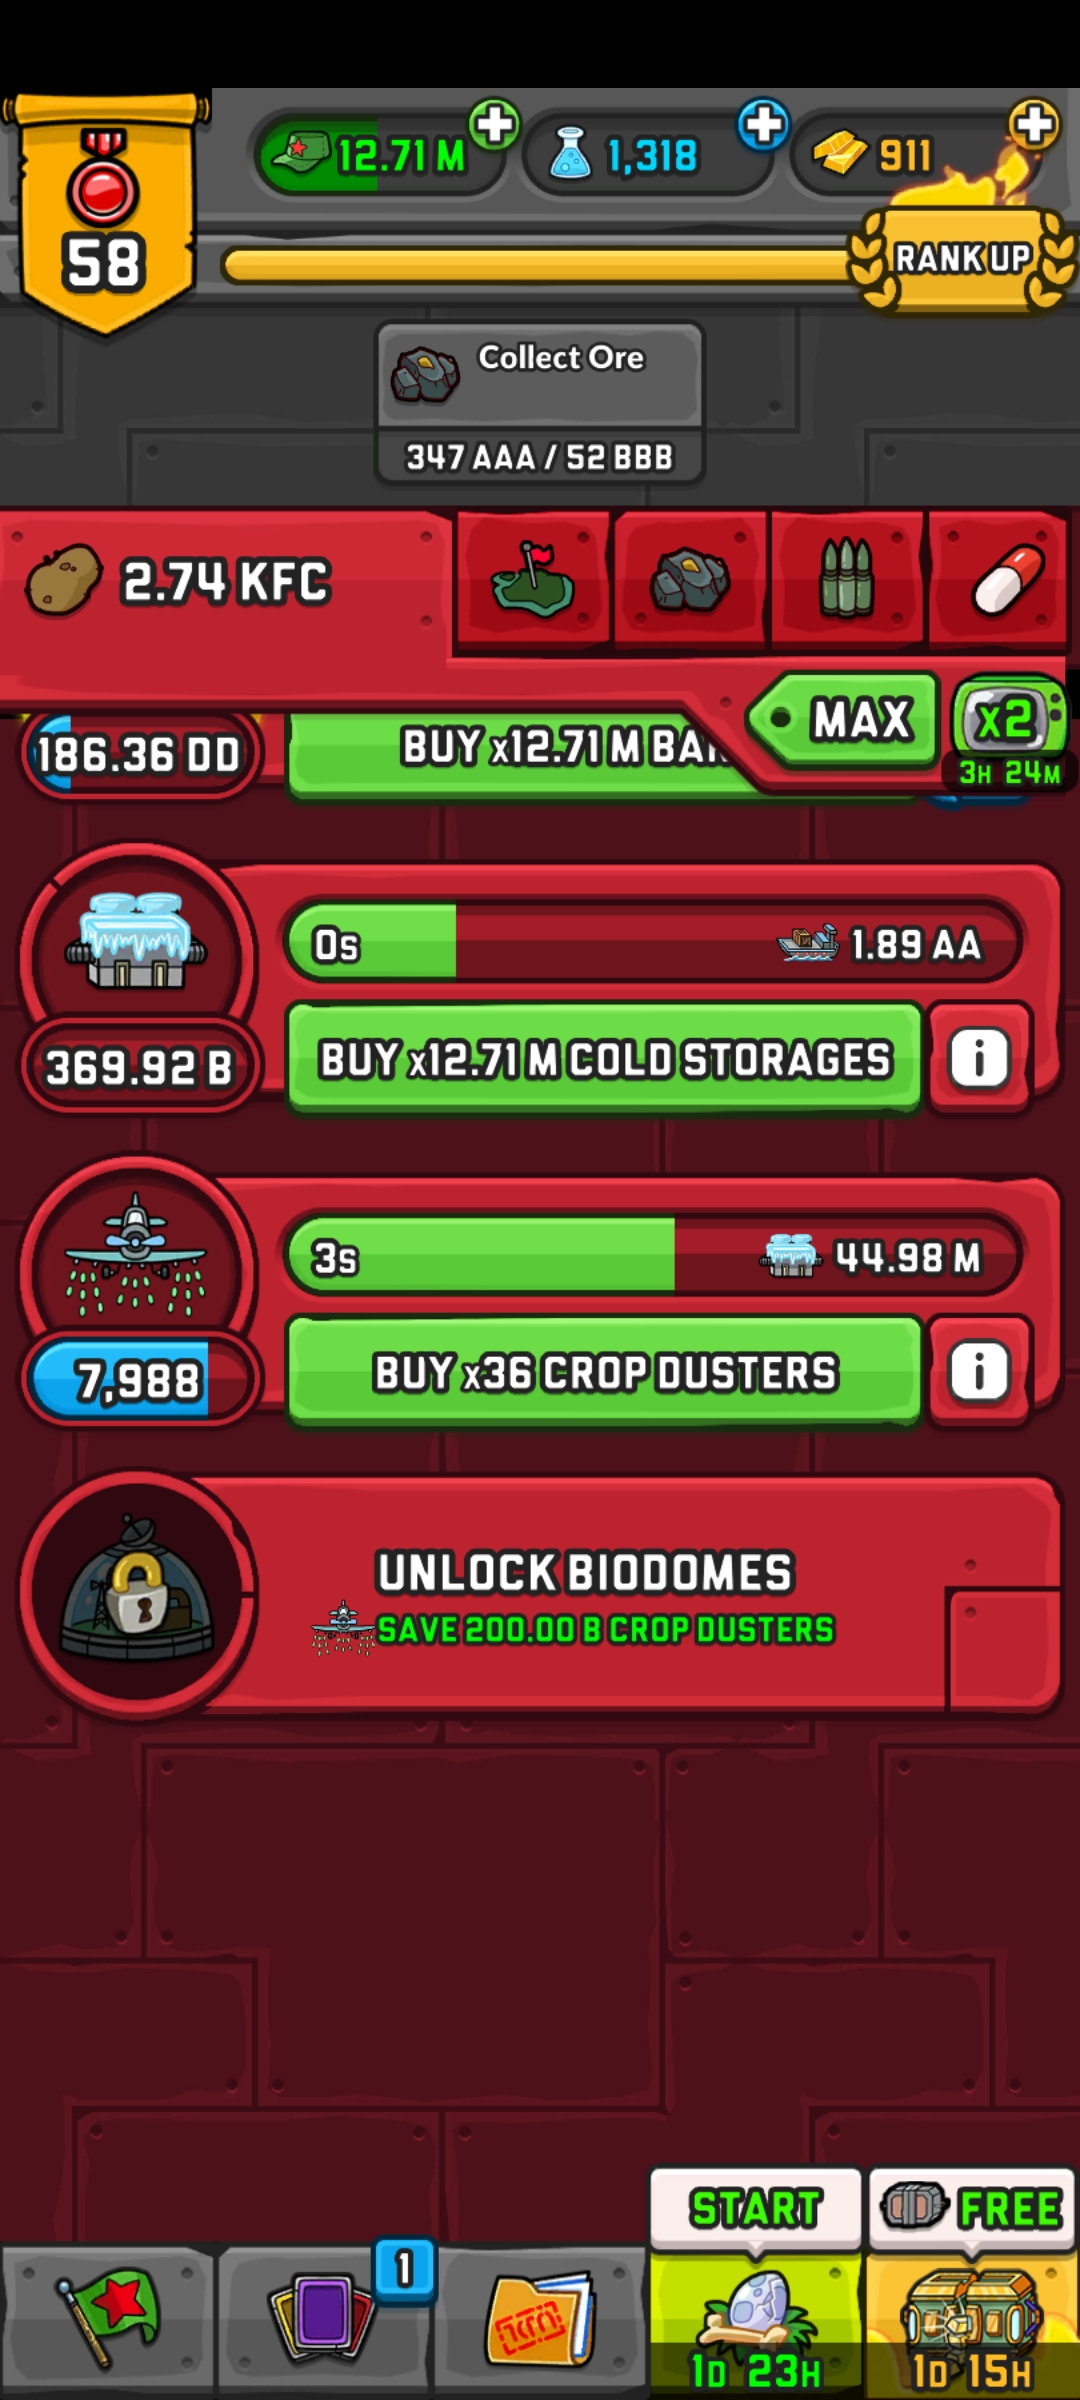 12.71 M
1,318
911
58
RANK UP
Collect Ore
347 AAA / 52 BBB
2.74 KFC
MAX
x2
3H 24M
186.36 DD
BUY x12.71 M
0s
1.89 AA
369.92 B
BUY x12.71 M COLD STORAGES
i
3s
44.98 M
7,988
BUY x36 CROP DUSTERS
i
UNLOCK BIODOMES
SAVE 200.00 B CROP DUSTERS
START
FREE
1
1D 23H
1D 15H